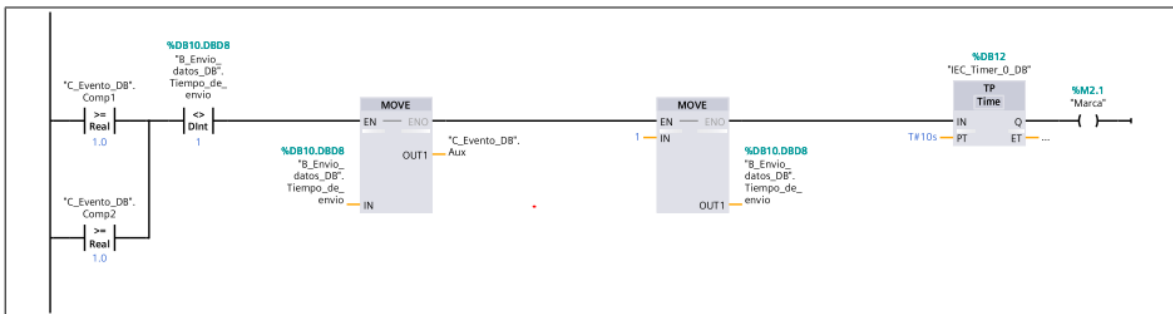 %DB10.DBD8
"B_Envio_
datos_DB".
Tiempo_de_
envio
"C_Evento_DB".
Comp1
>=
Real
1.0
<>
DInt
1
MOVE
EN
ENO
%DB10.DBD8
"B_Envio_
datos_DB".
Tiempo_de_
envio
IN
OUT1
"C_Evento_DB".
Aux
MOVE
EN
ENO
1
IN
OUT1
%DB10.DBD8
"B_Envio_
datos_DB".
Tiempo_de_
envio
%DB12
"IEC_Timer_0_DB"
TP
Time
IN
Q
T#10s
PT
ET
...
%M2.1
"Marca"
"C_Evento_DB".
Comp2
>=
Real
1.0